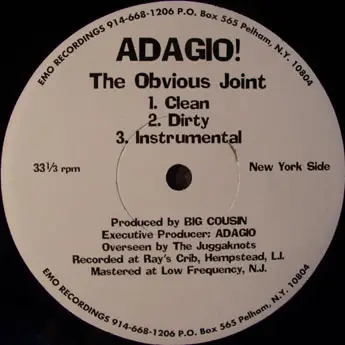 EMO RECORDINGS 914-668-1206 P.O. Box 565 Pelham, N.Y. 10804
ADAGIO!
The Obvious Joint
1. Clean
2. Dirty
3. Instrumental
33 1/3 rpm
New York Side
Produced by BIG COUSIN
Executive Producer: ADAGIO
Overseen by The Juggaknots
Recorded at Ray's Crib, Hempstead, L.I.
Mastered at Low Frequency, N.J.
EMO RECORDINGS 914-668-1206 P.O. Box 565 Pelham, N.Y. 10804